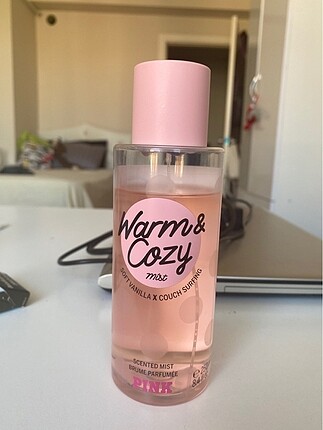 Warm &
Cozy
mist
SOFT VANILLA X COUCH SURFING
SCENTED MIST
BRUME PARFUMÉE
PINK